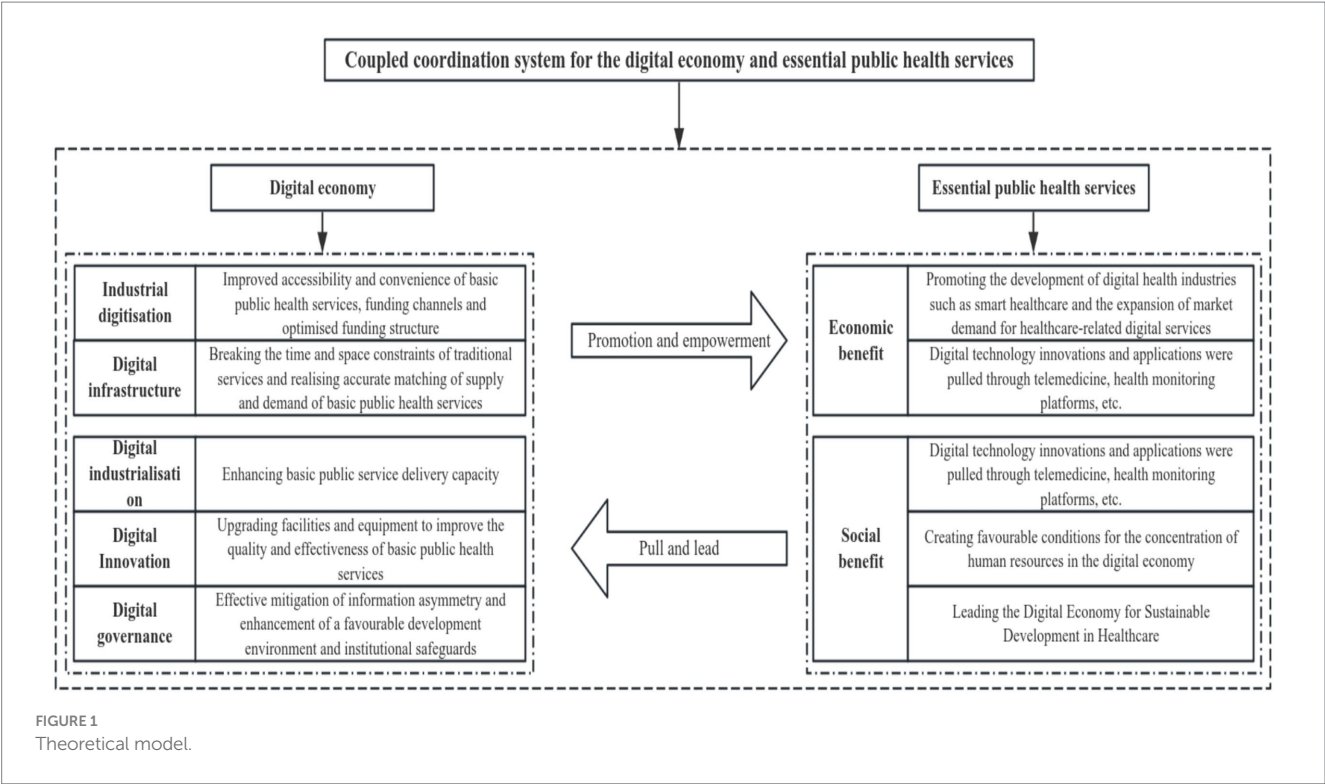 Coupled coordination system for the digital economy and essential public health services
Digital economy
Industrial
digitisation
Improved accessibility and convenience of basic
public health services, funding channels and
optimised funding structure
Digital
infrastructure
Breaking the time and space constraints of traditional
services and realising accurate matching of supply
and demand of basic public health services
Digital
industrialisati
on
Enhancing basic public service delivery capacity
Digital
Innovation
Upgrading facilities and equipment to improve the
quality and effectiveness of basic public health
services
Digital
governance
Effective mitigation of information asymmetry and
enhancement of a favourable development
environment and institutional safeguards
Promotion and empowerment
Pull and lead
Essential public health services
Economic
benefit
Promoting the development of digital health industries
such as smart healthcare and the expansion of market
demand for healthcare-related digital services
Digital technology innovations and applications were
pulled through telemedicine, health monitoring
platforms, etc.
Social
benefit
Digital technology innovations and applications were
pulled through telemedicine, health monitoring
platforms, etc.
Creating favourable conditions for the concentration of
human resources in the digital economy
Leading the Digital Economy for Sustainable
Development in Healthcare
FIGURE 1
Theoretical model.